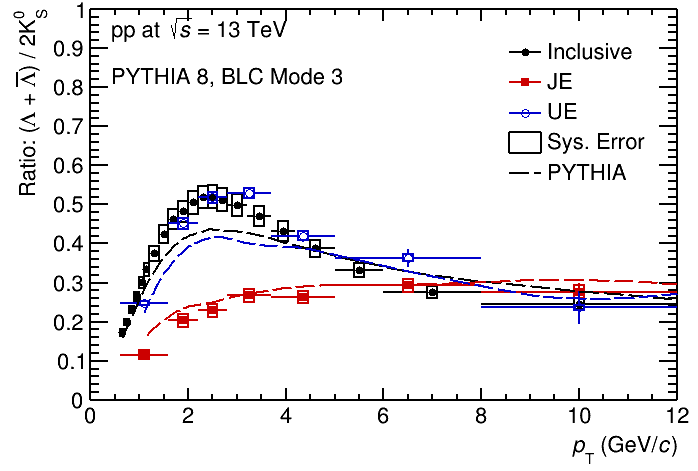 pp at √s = 13 TeV
PYTHIA 8, BLC Mode 3
Inclusive
JE
UE
Sys. Error
PYTHIA
Ratio: (Λ + Λ̅) / 2K⁰_S
1
0.9
0.8
0.7
0.6
0.5
0.4
0.3
0.2
0.1
0
0 2 4 6 8 10 12
p_T (GeV/c)